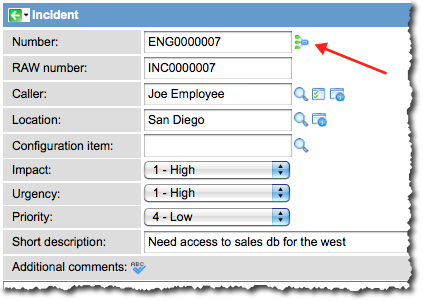 Incident
Number: ENG0000007
RAW number: INC0000007
Caller: Joe Employee
Location: San Diego
Configuration item:
Impact: 1 - High
Urgency: 1 - High
Priority: 4 - Low
Short description: Need access to sales db for the west
Additional comments: ABC